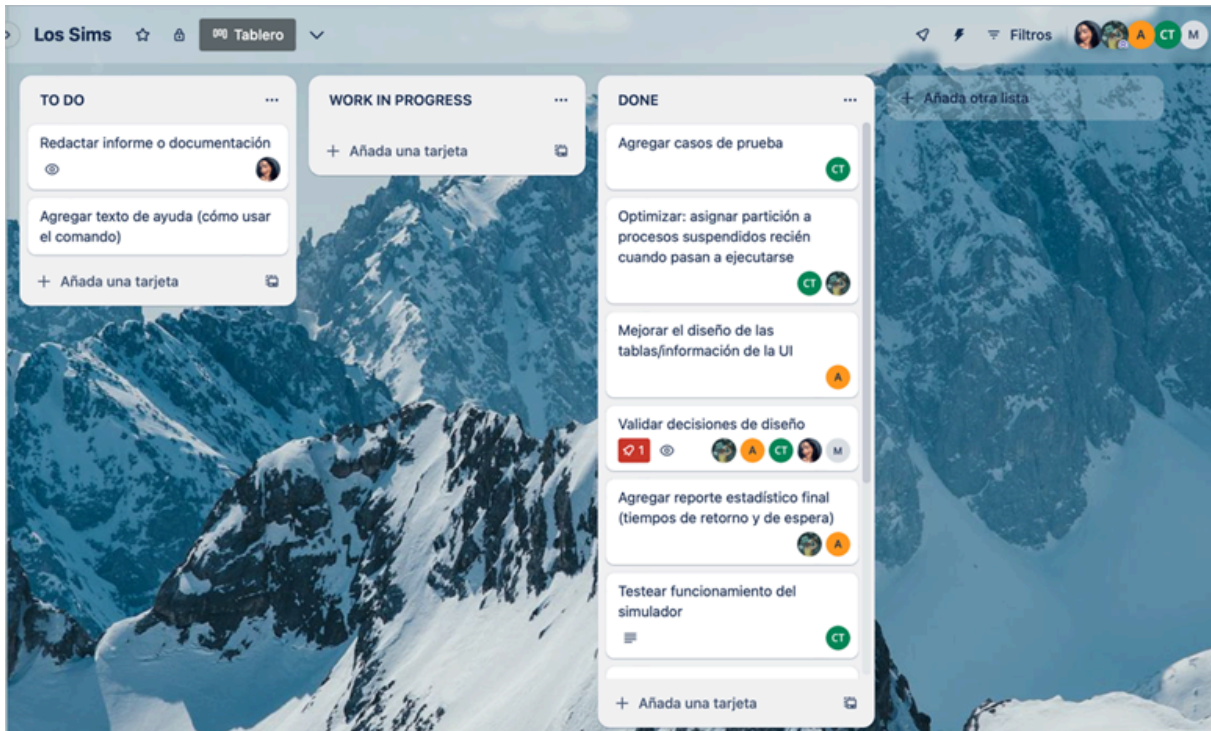 Los Sims
Tablero
Filtros
A
CT
M
TO DO
Redactar informe o documentación
Agregar texto de ayuda (cómo usar
el comando)
+ Añada una tarjeta
WORK IN PROGRESS
+ Añada una tarjeta
DONE
Agregar casos de prueba
CT
Optimizar: asignar partición a
procesos suspendidos recién
cuando pasan a ejecutarse
CT
Mejorar el diseño de las
tablas/información de la UI
A
Validar decisiones de diseño
1
A
CT
M
Agregar reporte estadístico final
(tiempos de retorno y de espera)
A
Testear funcionamiento del
simulador
CT
+ Añada una tarjeta
+ Añada otra lista